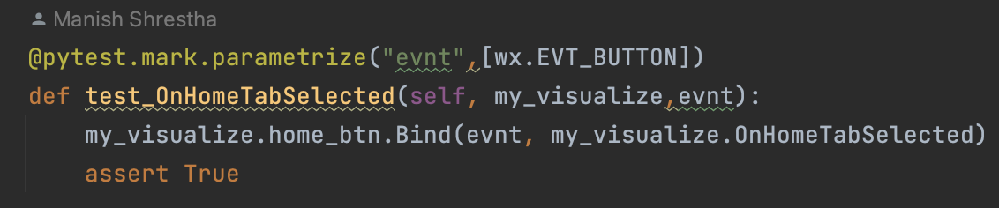 Manish Shrestha
@pytest.mark.parametrize("evnt",[wx.EVT_BUTTON])
def test_OnHomeTabSelected(self, my_visualize,evnt):
    my_visualize.home_btn.Bind(evnt, my_visualize.OnHomeTabSelected)
    assert True